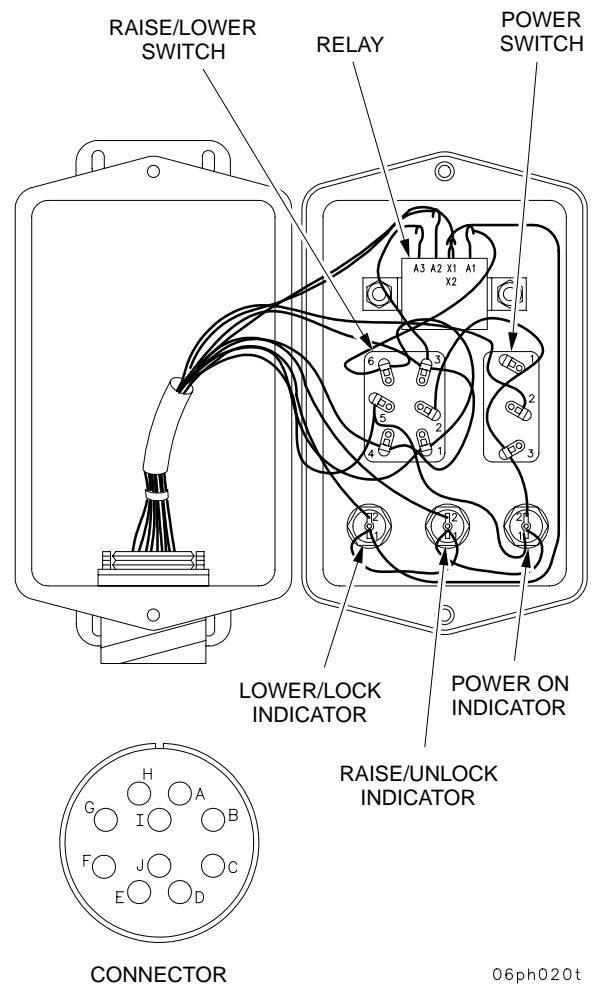 RAISE/LOWER
SWITCH
RELAY
POWER
SWITCH
A3 A2 X1 A1
X2
6
3
5
2
4
1
2
3
2
1
2
1
2
1
LOWER/LOCK
INDICATOR
RAISE/UNLOCK
INDICATOR
POWER ON
INDICATOR
H
A
G
I
B
F
J
C
E
D
CONNECTOR
06ph020t